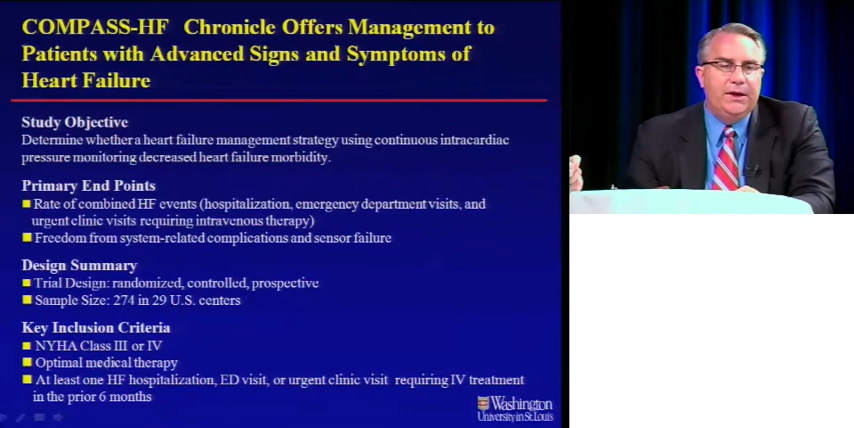 COMPASS-HF Chronicle Offers Management to
Patients with Advanced Signs and Symptoms of
Heart Failure
Study Objective
Determine whether a heart failure management strategy using continuous intracardiac
pressure monitoring decreased heart failure morbidity.
Primary End Points
Rate of combined HF events (hospitalization, emergency department visits, and
urgent clinic visits requiring intravenous therapy)
Freedom from system-related complications and sensor failure
Design Summary
Trial Design: randomized, controlled, prospective
Sample Size: 274 in 29 U.S. centers
Key Inclusion Criteria
NYHA Class III or IV
Optimal medical therapy
At least one HF hospitalization, ED visit, or urgent clinic visit requiring IV treatment
in the prior 6 months
Washington
University in St. Louis